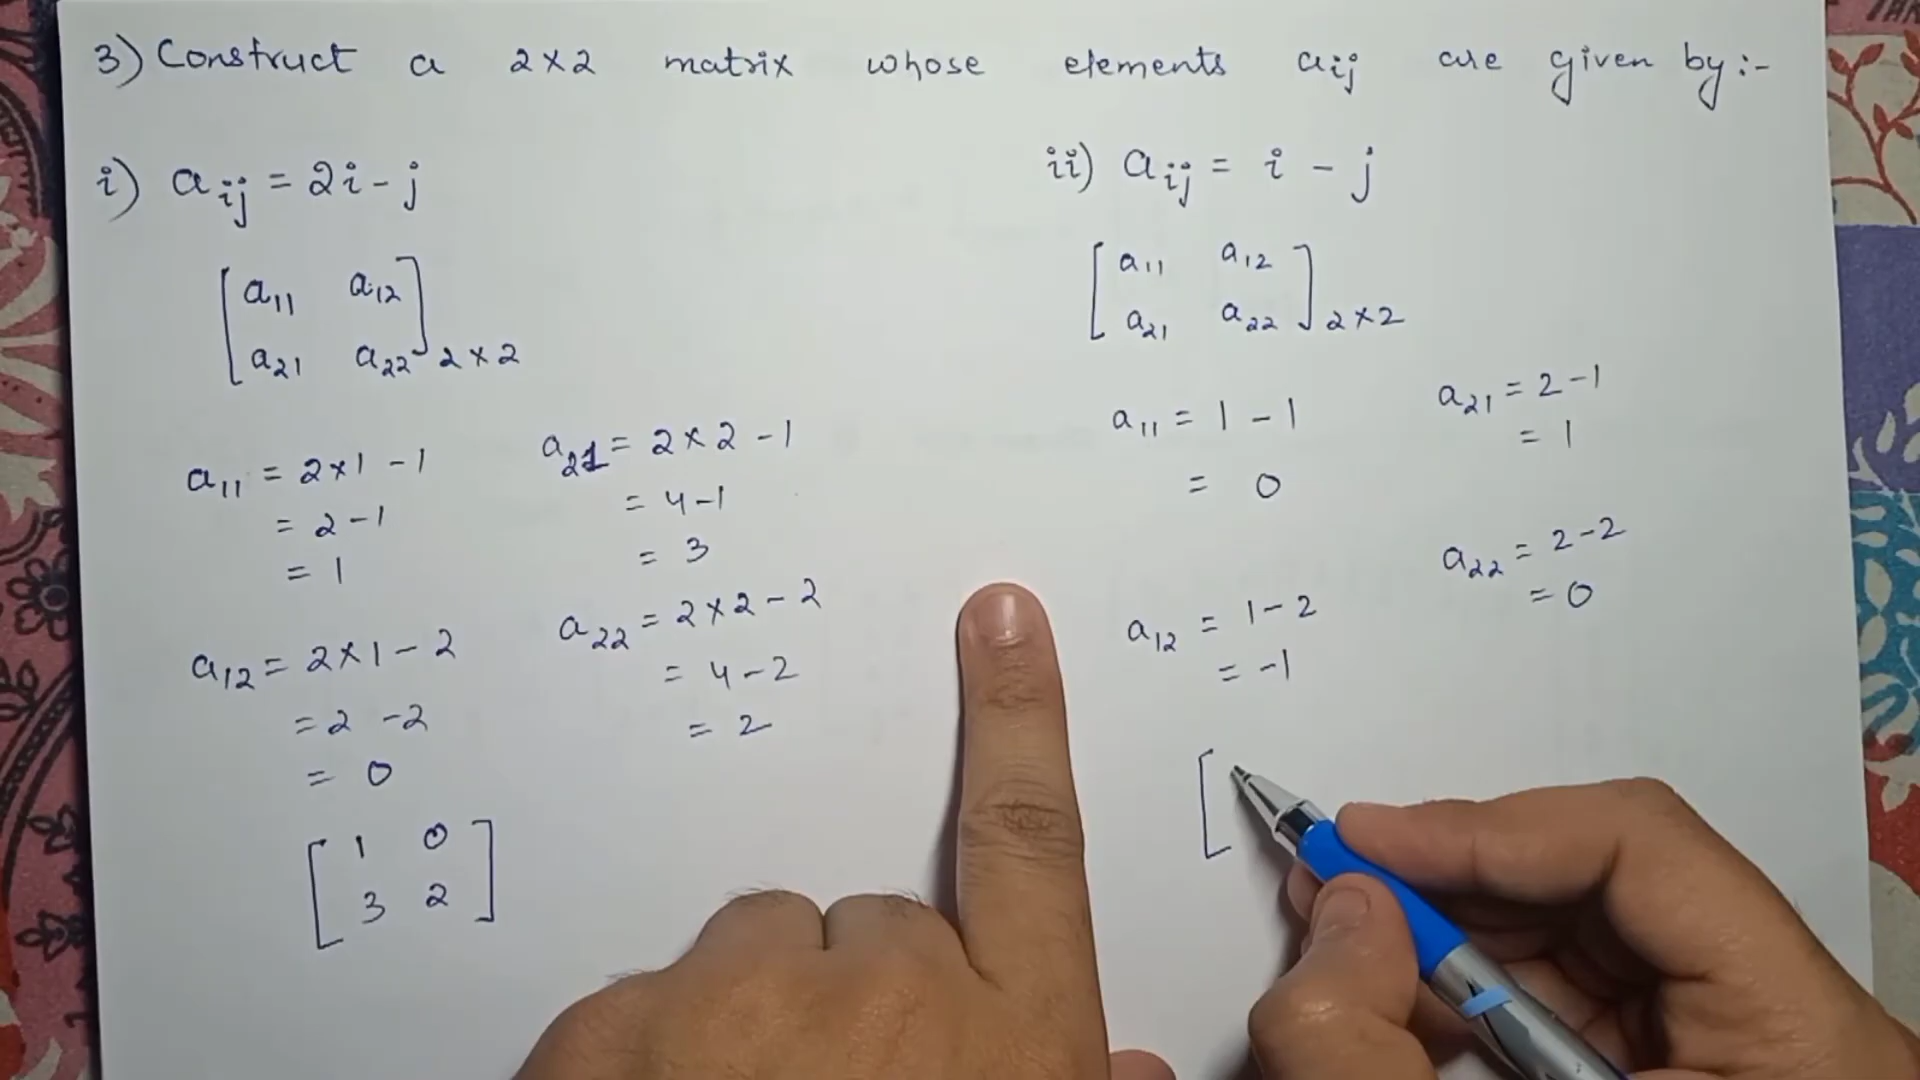 3) Construct a 2×2 matrix whose elements aij are given by:-
i) aij = 2i - j
[a11 a12
a21 a22] 2×2
a11 = 2×1 - 1
= 2 - 1
= 1
a12 = 2×1 - 2
= 2 - 2
= 0
a21 = 2×2 - 1
= 4-1
= 3
a22 = 2×2 - 2
= 4 - 2
= 2
[1 0
3 2]
ii) aij = i - j
[a11 a12
a21 a22] 2×2
a11 = 1 - 1
= 0
a12 = 1 - 2
= -1
a21 = 2 - 1
= 1
a22 = 2 - 2
= 0
[